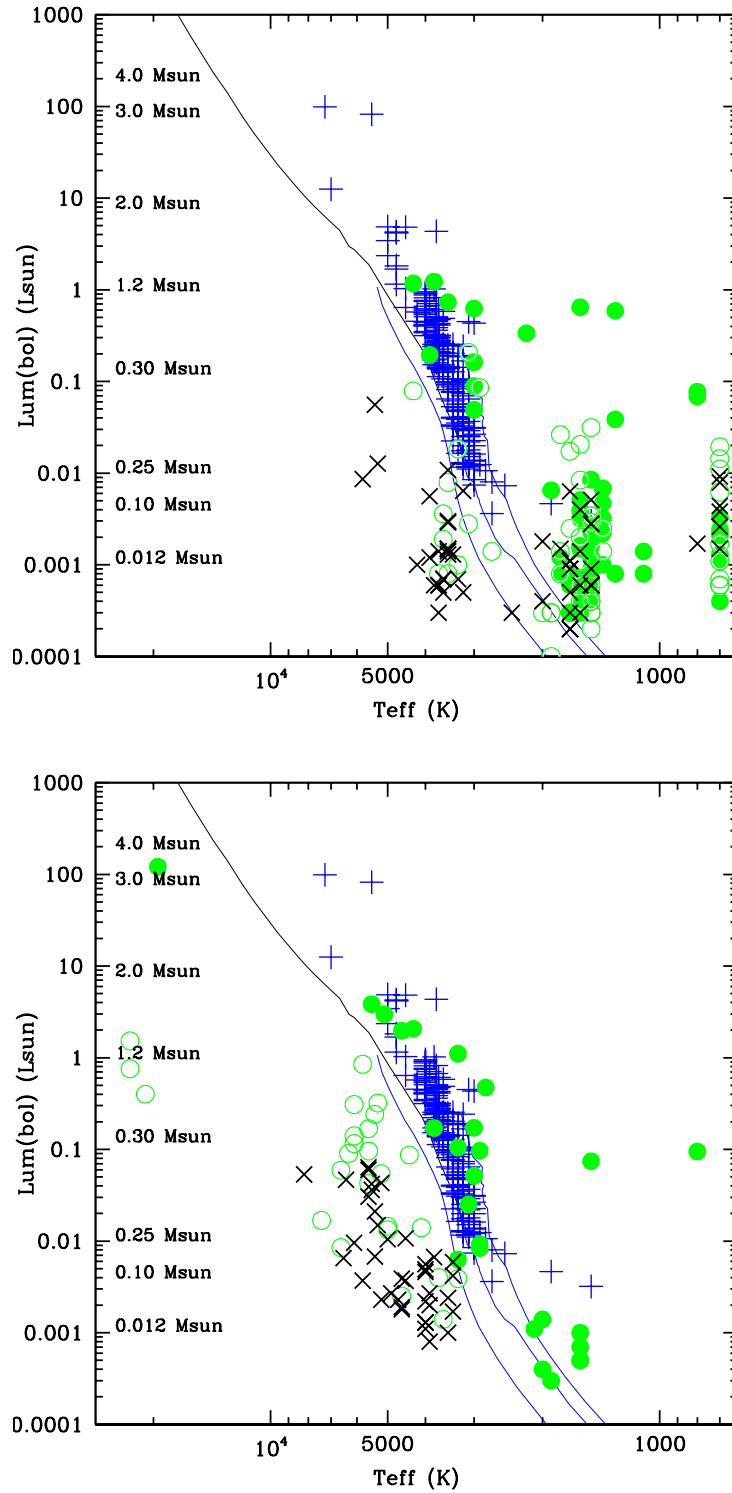 1000
4.0 Msun
100
3.0 Msun
10
2.0 Msun
1
1.2 Msun
0.1
0.30 Msun
0.01
0.25 Msun
0.10 Msun
0.001
0.012 Msun
0.0001
Lum(bol) (Lsun)
10⁴
5000
1000
Teff (K)
1000
4.0 Msun
100
3.0 Msun
10
2.0 Msun
1
1.2 Msun
0.1
0.30 Msun
0.01
0.25 Msun
0.10 Msun
0.001
0.012 Msun
0.0001
Lum(bol) (Lsun)
10⁴
5000
1000
Teff (K)